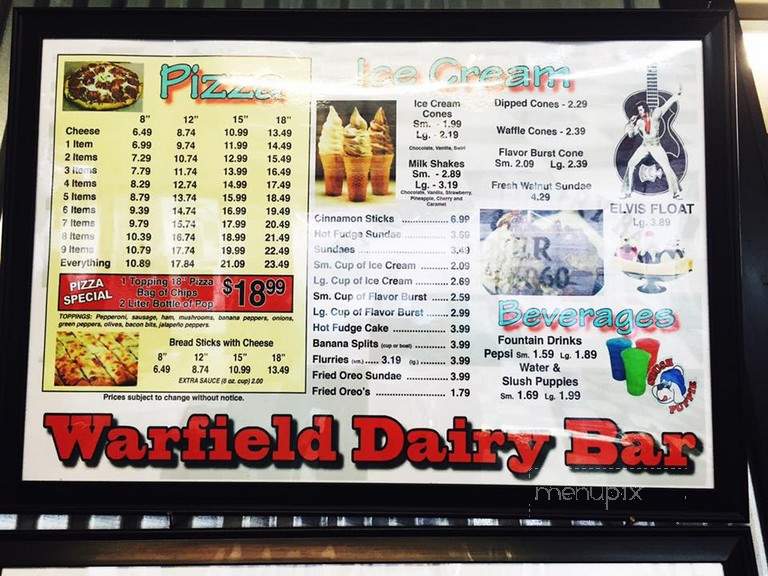 Pizza
8" 12" 15" 18"
Cheese 6.49 8.74 10.99 13.49
1 Item 6.99 9.74 11.99 14.49
2 Items 7.29 10.74 12.99 15.49
3 Items 7.79 11.74 13.99 16.49
4 Items 8.29 12.74 14.99 17.49
5 Items 8.79 13.74 15.99 18.49
6 Items 9.39 14.74 16.99 19.49
7 Items 9.79 15.74 17.99 20.49
8 Items 10.39 16.74 18.99 21.49
9 Items 10.79 17.74 19.99 22.49
Everything 10.89 17.84 21.09 23.49
PIZZA SPECIAL
1 Topping 18" Pizza
Bag of Chips
2 Liter Bottle of Pop
$18.99
TOPPINGS: Pepperoni, sausage, ham, mushrooms, banana peppers, onions,
green peppers, olives, bacon bits, jalapeño peppers.
Bread Sticks with Cheese
8" 12" 15" 18"
6.49 8.74 10.99 13.49
EXTRA SAUCE (8 oz. cup) 2.00
Prices subject to change without notice.
Ice Cream
Ice Cream
Cones
Sm. - 1.99
Lg. - 2.19
Chocolate, Vanilla, Swirl
Milk Shakes
Sm. - 2.89
Lg. - 3.19
Chocolate, Vanilla, Strawberry,
Pineapple, Cherry and
Caramel
Dipped Cones - 2.29
Waffle Cones - 2.39
Flavor Burst Cone
Sm. 2.09 Lg. 2.39
Fresh Walnut Sundae
4.29
ELVIS FLOAT
Lg. 3.89
Cinnamon Sticks .................. 6.99
Hot Fudge Sundae .............. 3.69
Sundaes ............................ 3.49
Sm. Cup of Ice Cream ......... 2.09
Lg. Cup of Ice Cream .......... 2.69
Sm. Cup of Flavor Burst ...... 2.59
Lg. Cup of Flavor Burst ....... 2.99
Hot Fudge Cake .................. 3.99
Banana Splits (cup or boat) ......... 3.99
Flurries (sm.) ..... 3.19 (lg.) ......... 3.99
Fried Oreo Sundae .............. 3.99
Fried Oreo's ........................ 1.79
Beverages
Fountain Drinks
Pepsi Sm. 1.59 Lg. 1.89
Water &
Slush Puppies
Sm. 1.69 Lg. 1.99
SLUSH PUPPIE
Warfield Dairy Bar
menupix